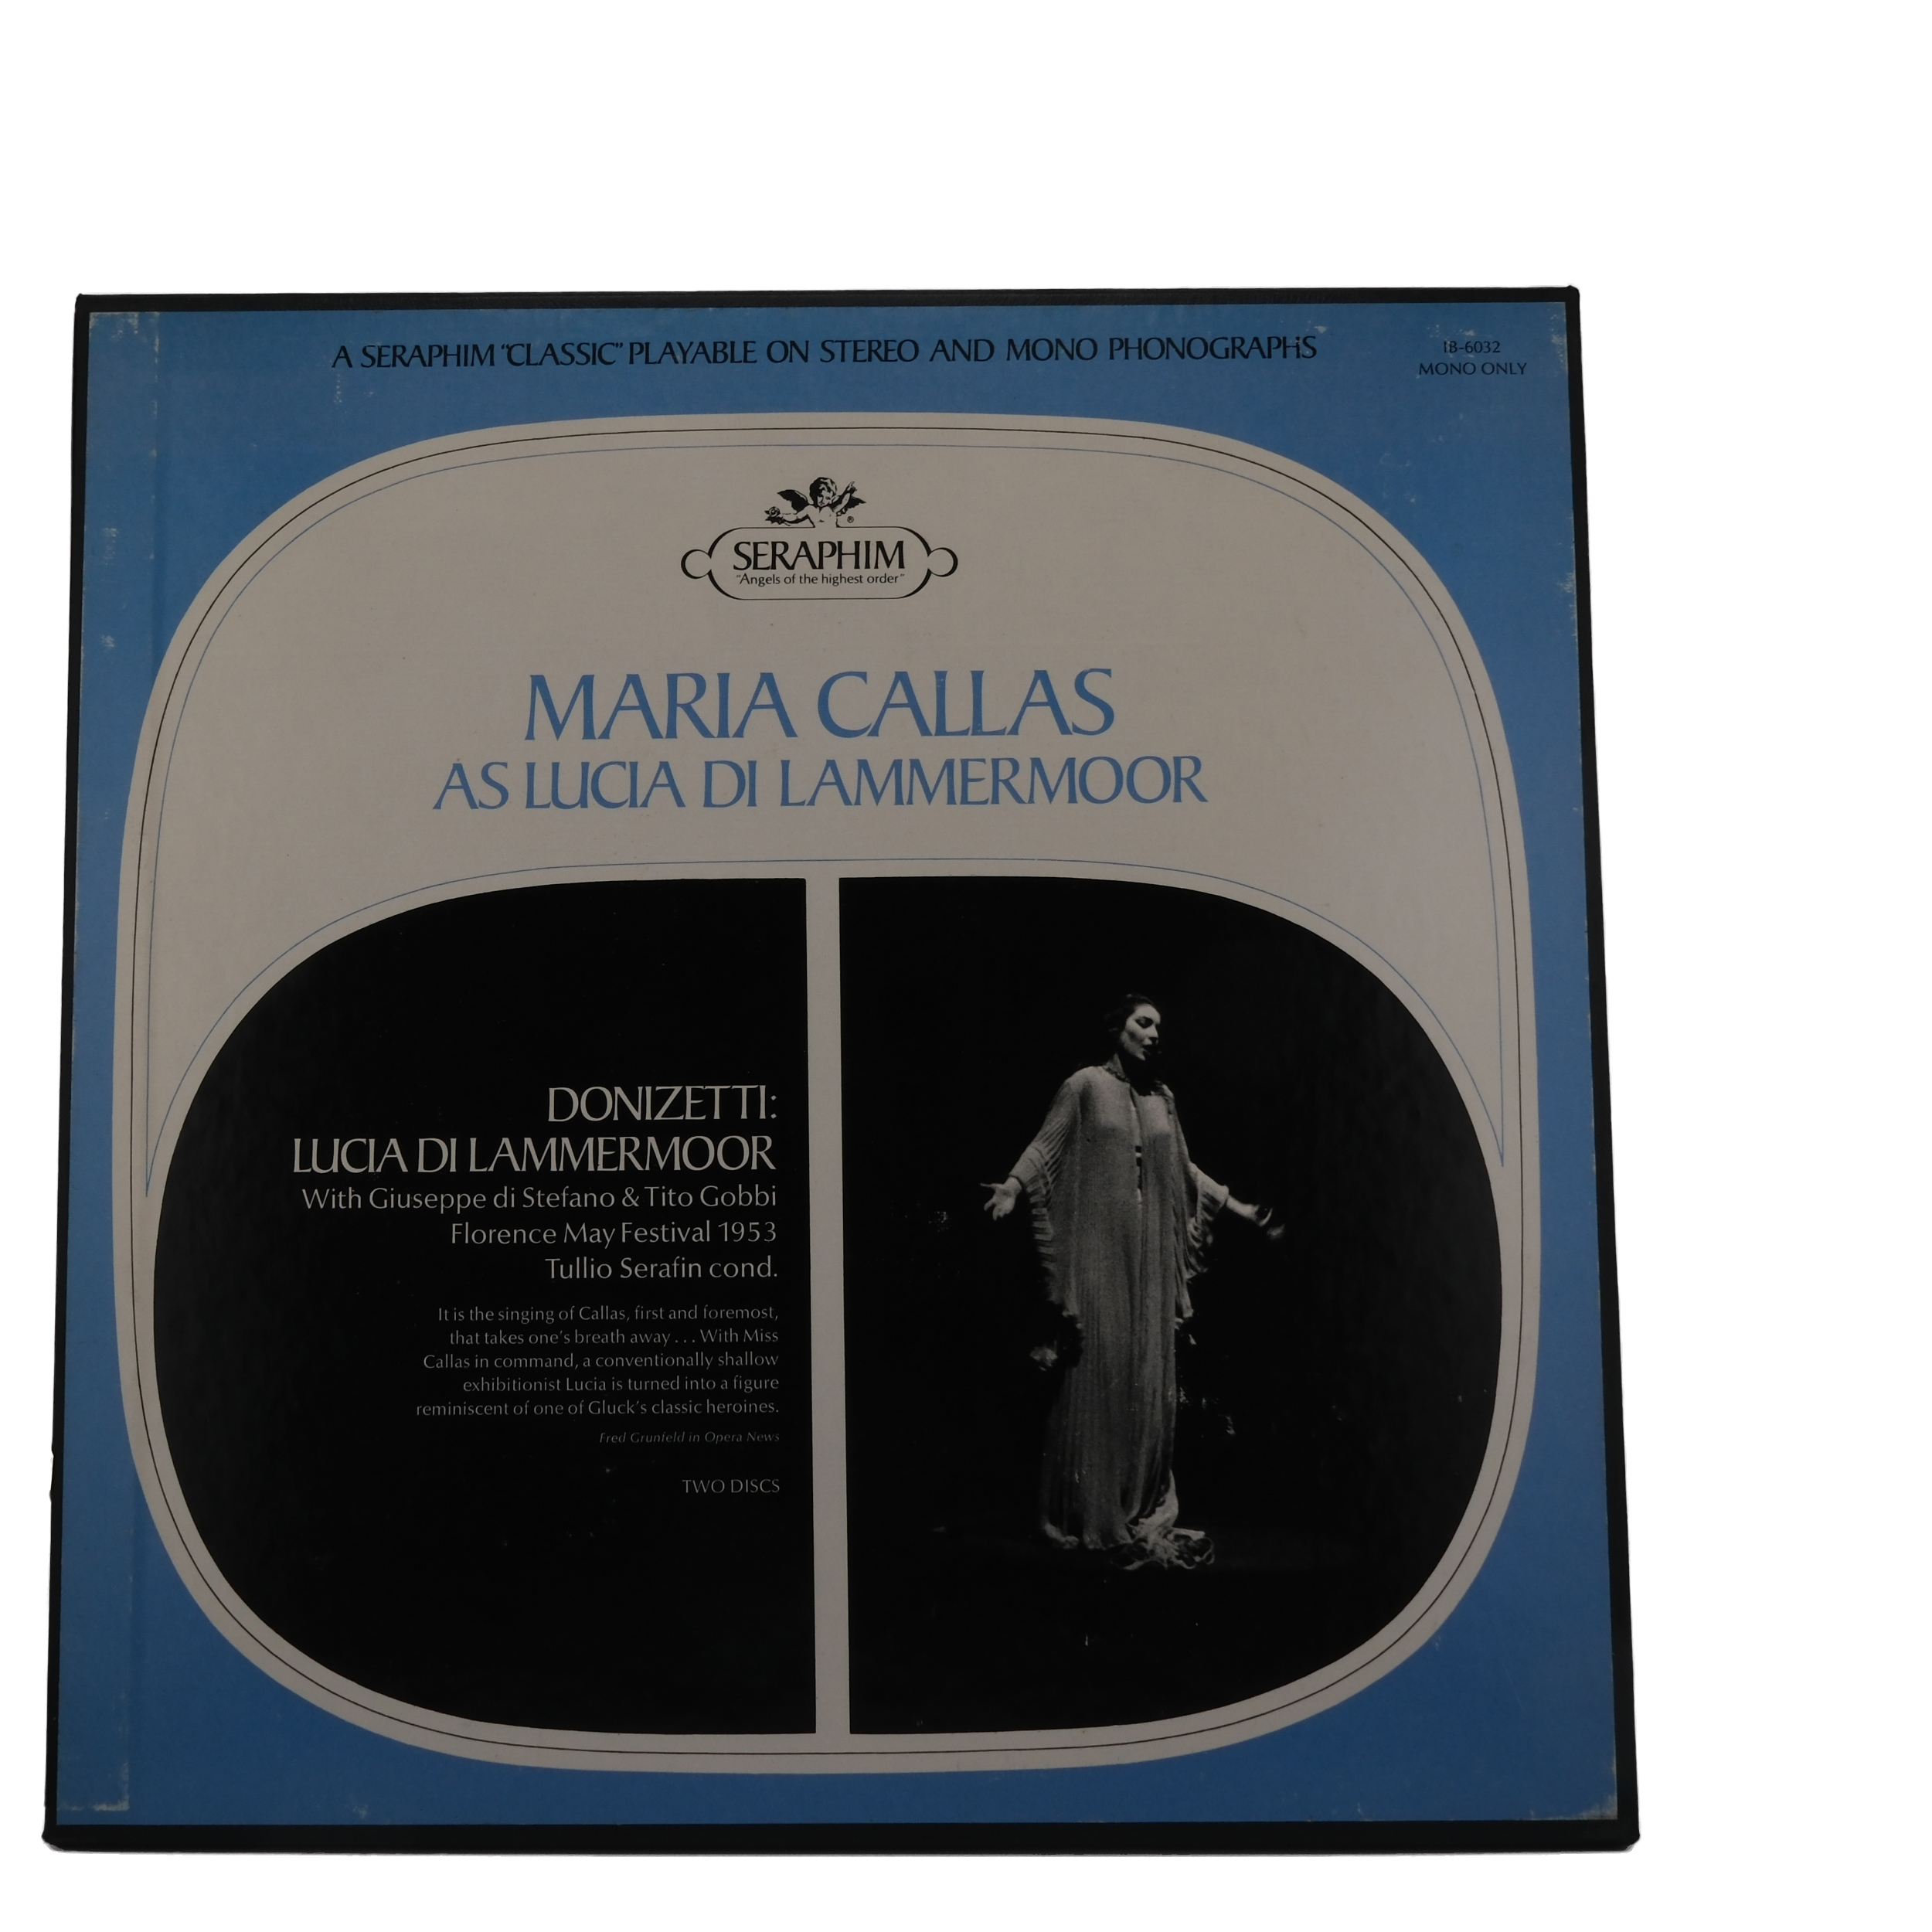 A SERAPHIM "CLASSIC" PLAYABLE ON STEREO AND MONO PHONOGRAPHS
IB-6032
MONO ONLY
®
SERAPHIM
"Angels of the highest order"
MARIA CALLAS
AS LUCIA DI LAMMERMOOR
DONIZETTI:
LUCIA DI LAMMERMOOR
With Giuseppe di Stefano & Tito Gobbi
Florence May Festival 1953
Tullio Serafin cond.
It is the singing of Callas, first and foremost,
that takes one's breath away . . . With Miss
Callas in command, a conventionally shallow
exhibitionist Lucia is turned into a figure
reminiscent of one of Gluck's classic heroines.
Fred Grunfeld in Opera News
TWO DISCS